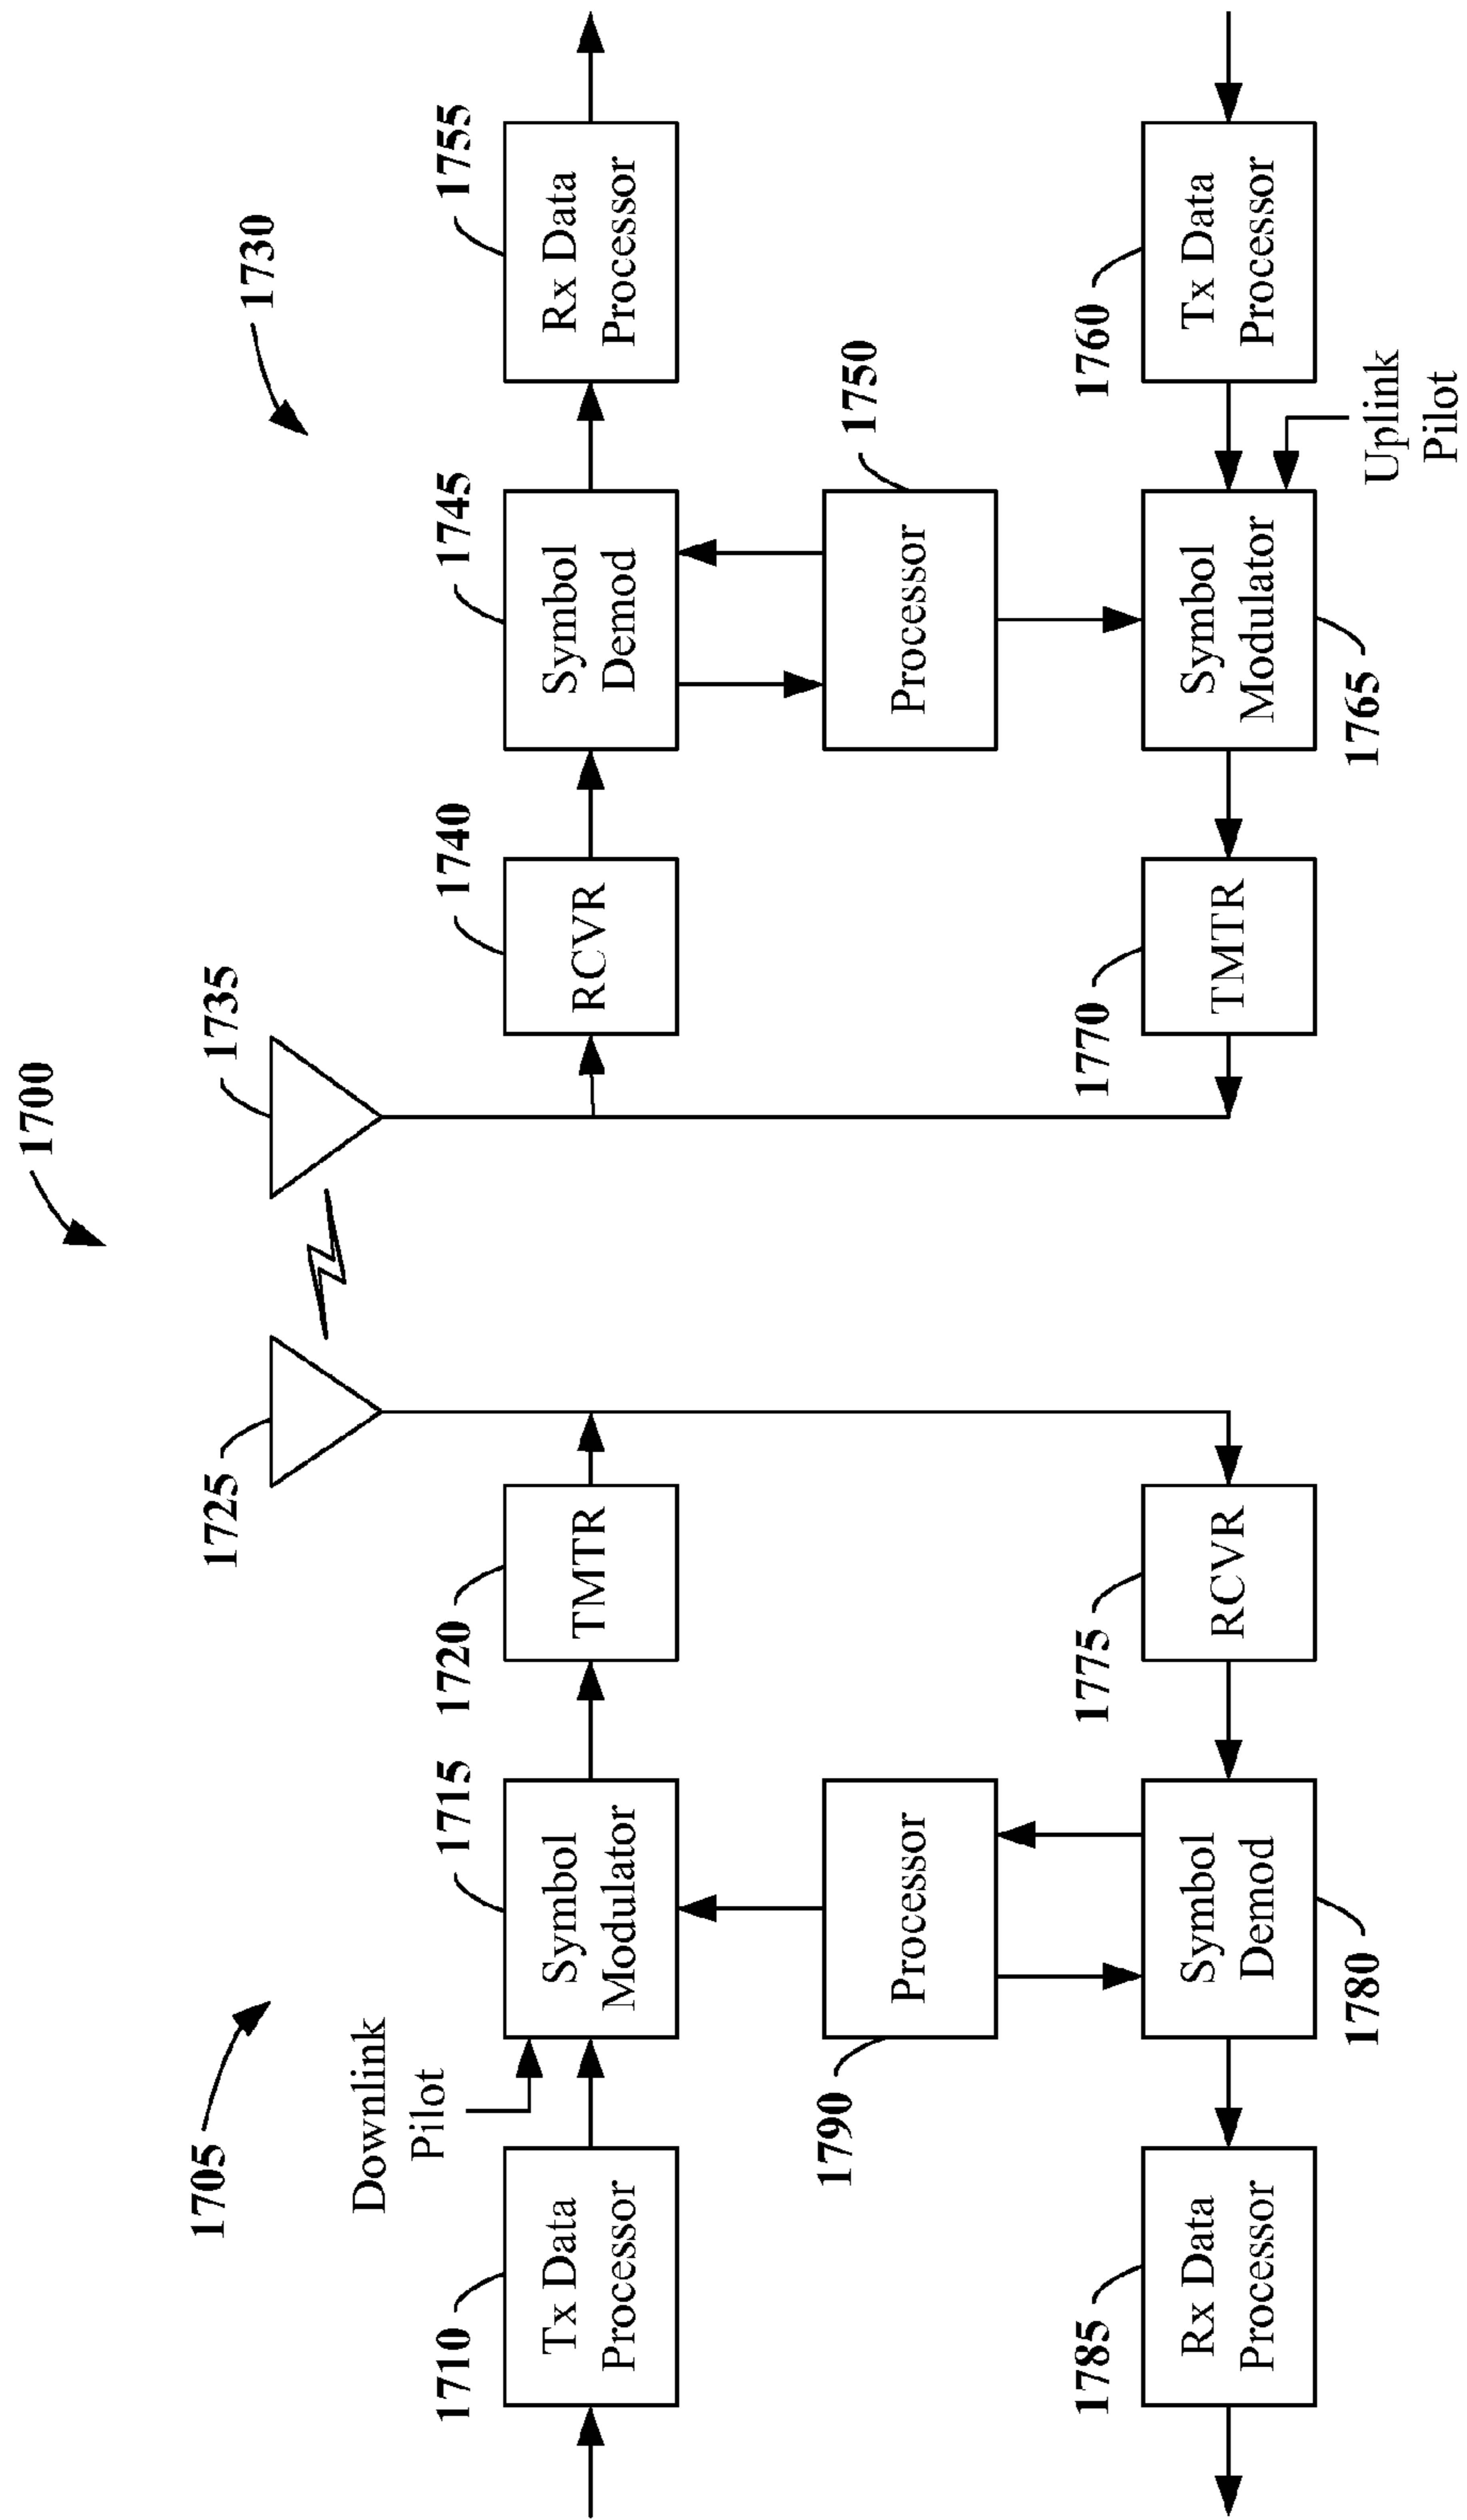 1700
1705
1730
1725
1735
Downlink
Pilot
1710
Tx Data
Processor
1715
Symbol
Modulator
1720
TMTR
1740
RCVR
1745
Symbol
Demod
1755
Rx Data
Processor
1790
Processor
1750
Processor
1785
Rx Data
Processor
1780
Symbol
Demod
1775
RCVR
1770
TMTR
1765
Symbol
Modulator
1760
Tx Data
Processor
Uplink
Pilot